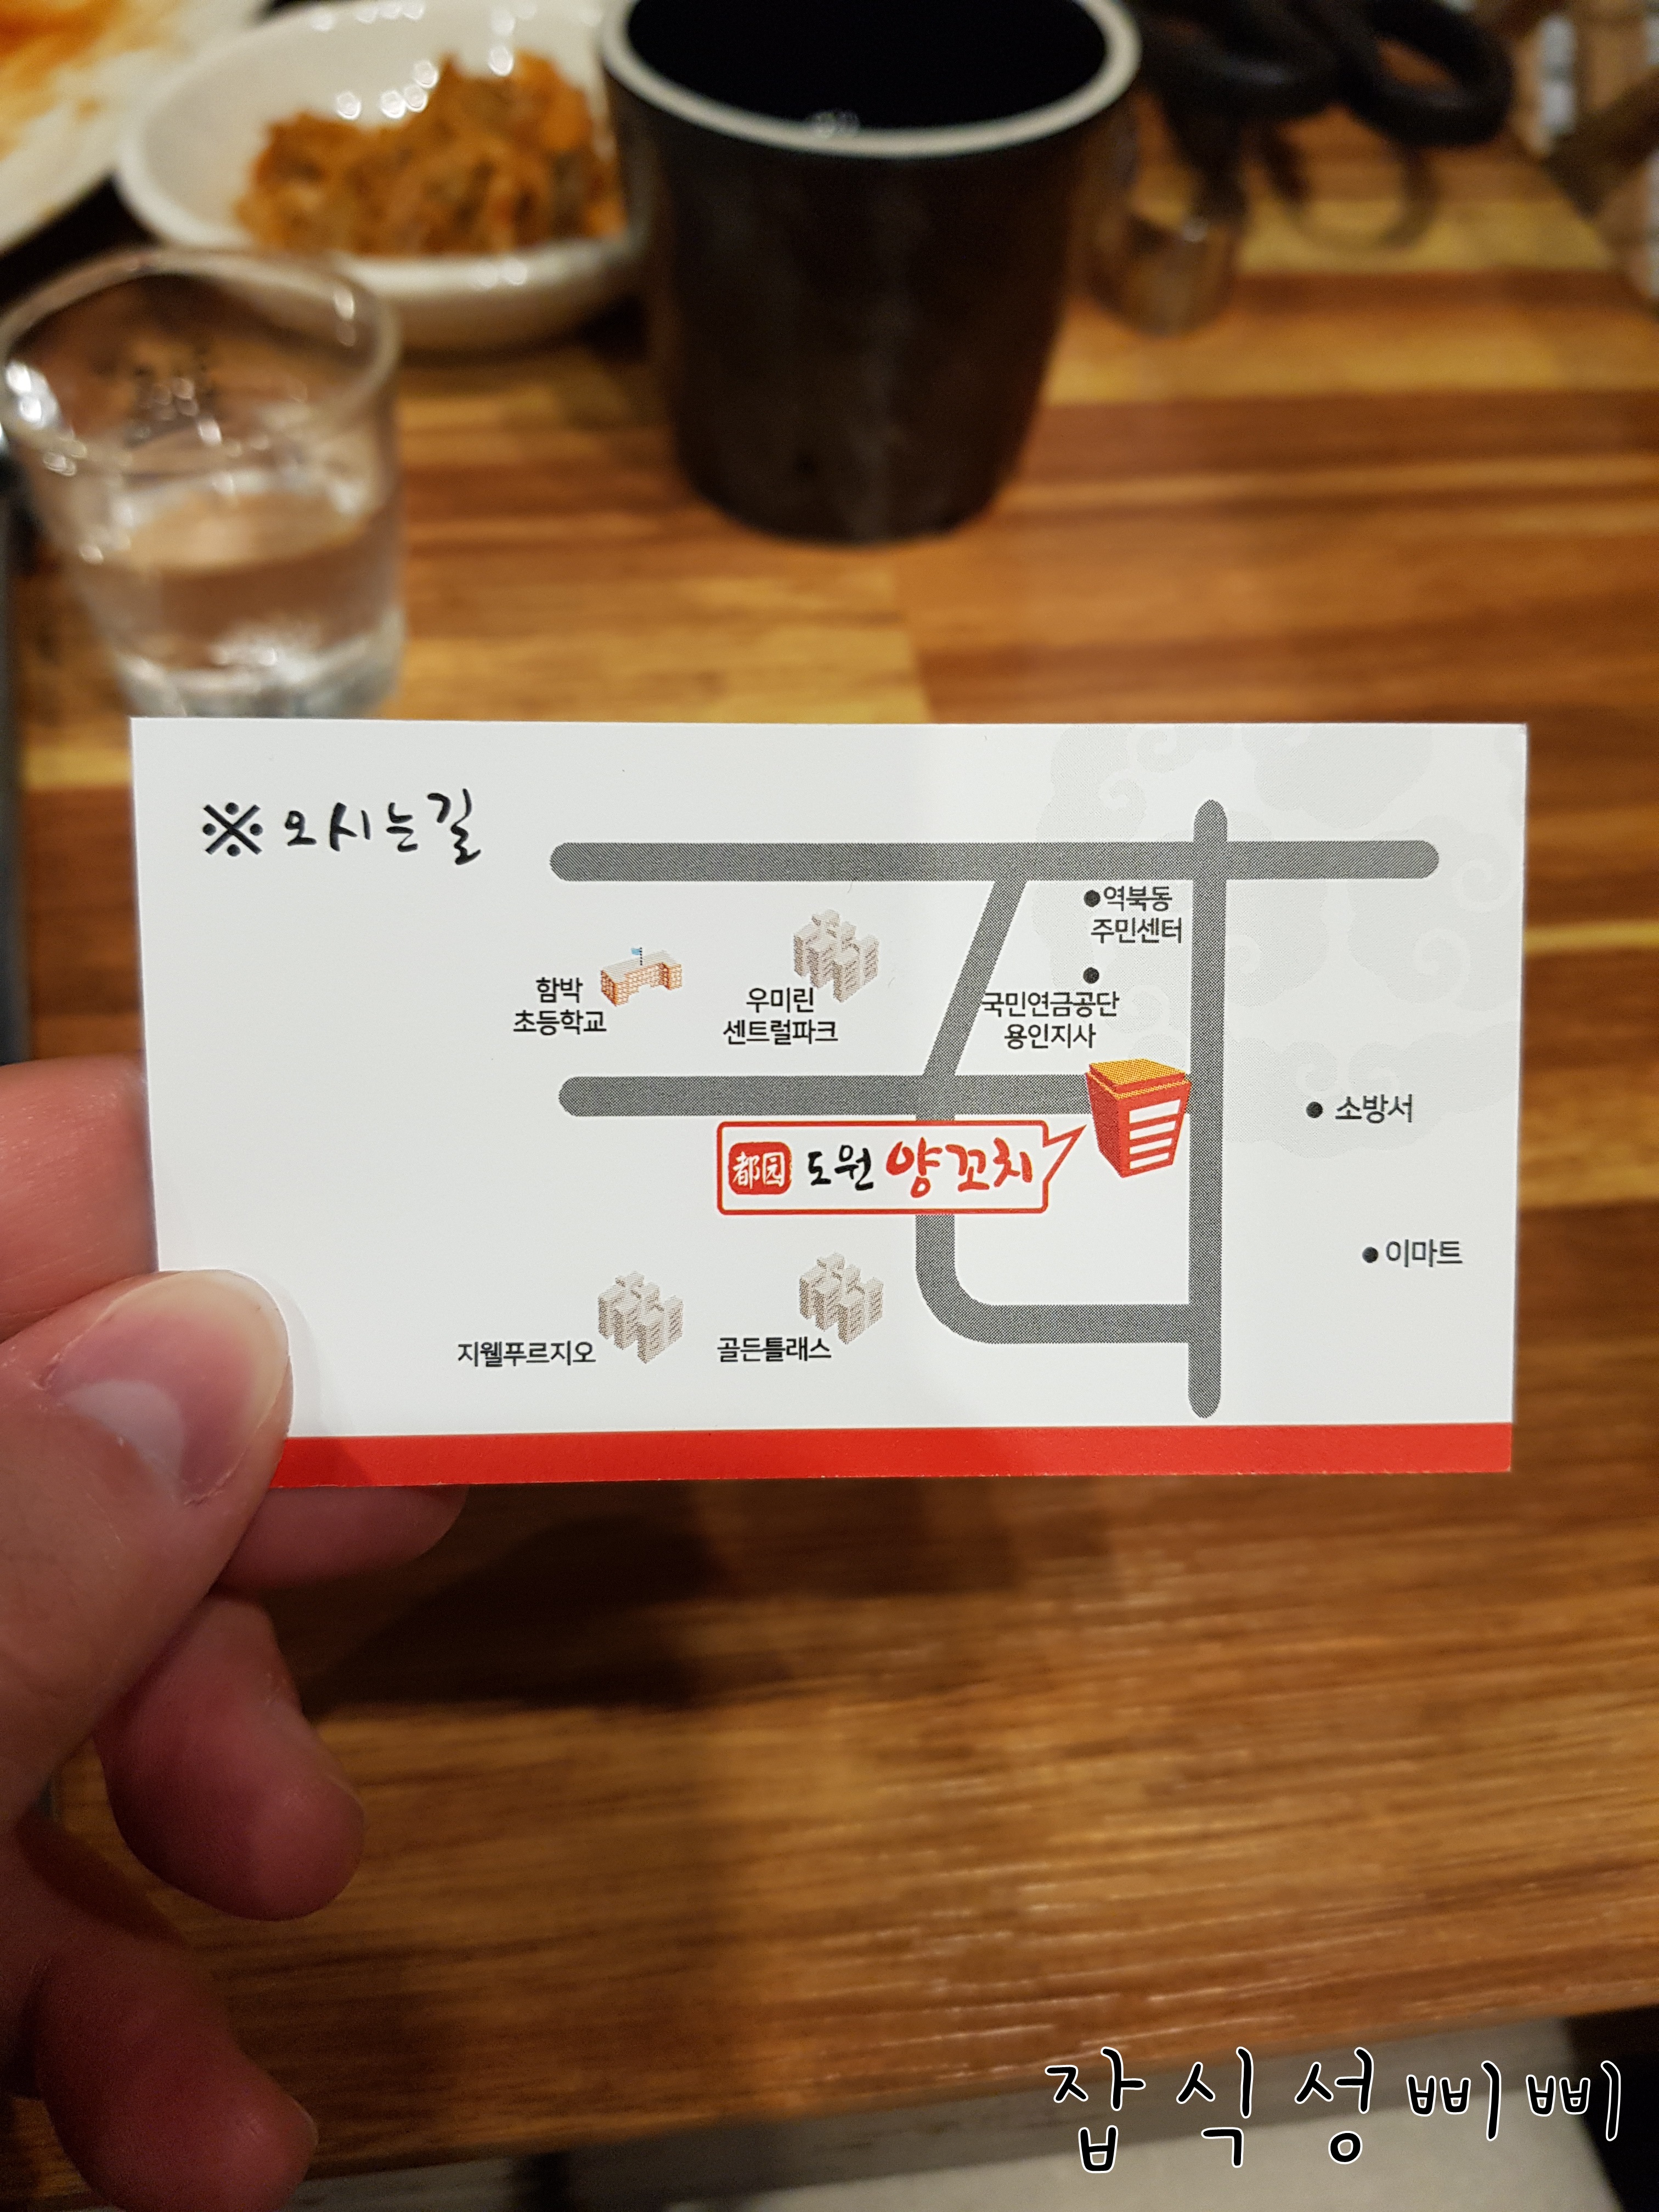 ※ 오시는길
역북동
주민센터
함박
초등학교
우미린
센트럴파크
국민연금공단
용인지사
소방서
都园 도원 양꼬치
이마트
지웰푸르지오
골든틀래스
잡식성삐삐